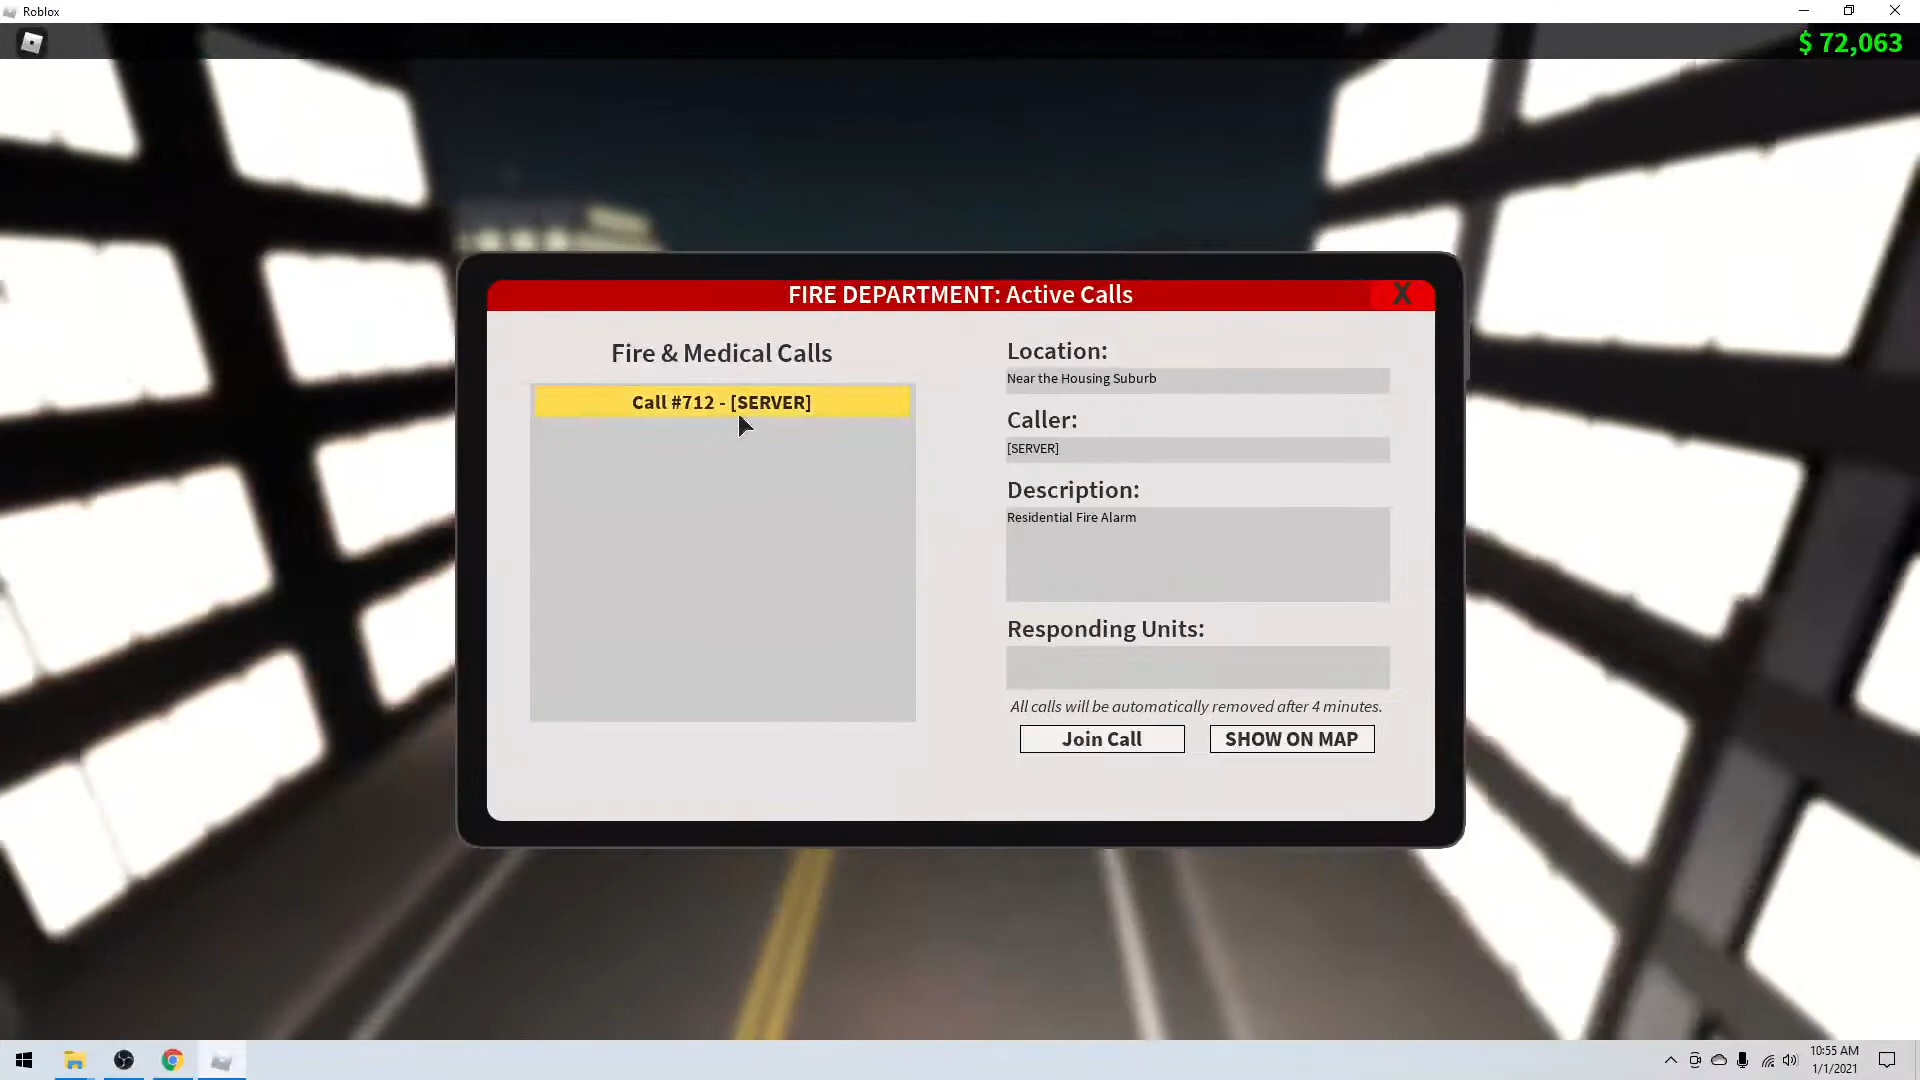 Roblox
$ 72,063
FIRE DEPARTMENT: Active Calls
X
Fire & Medical Calls
Call #712 - [SERVER]
Location:
Near the Housing Suburb
Caller:
[SERVER]
Description:
Residential Fire Alarm
Responding Units:
All calls will be automatically removed after 4 minutes.
Join Call
SHOW ON MAP
10:55 AM
1/1/2021